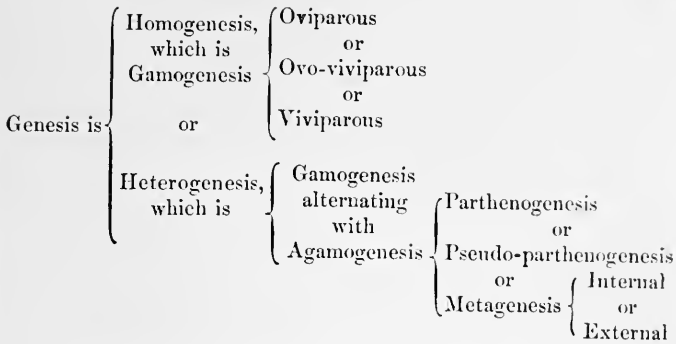 Homogenesis, which is Gamogenesis
Oviparous
or
Ovo-viviparous
or
Viviparous
Genesis is
or
Heterogenesis, which is
Gamogenesis
alternating
with
Agamogenesis
Parthenogenesis
or
Pseudo-parthenogenesis
or
Metagenesis
Internal
or
External